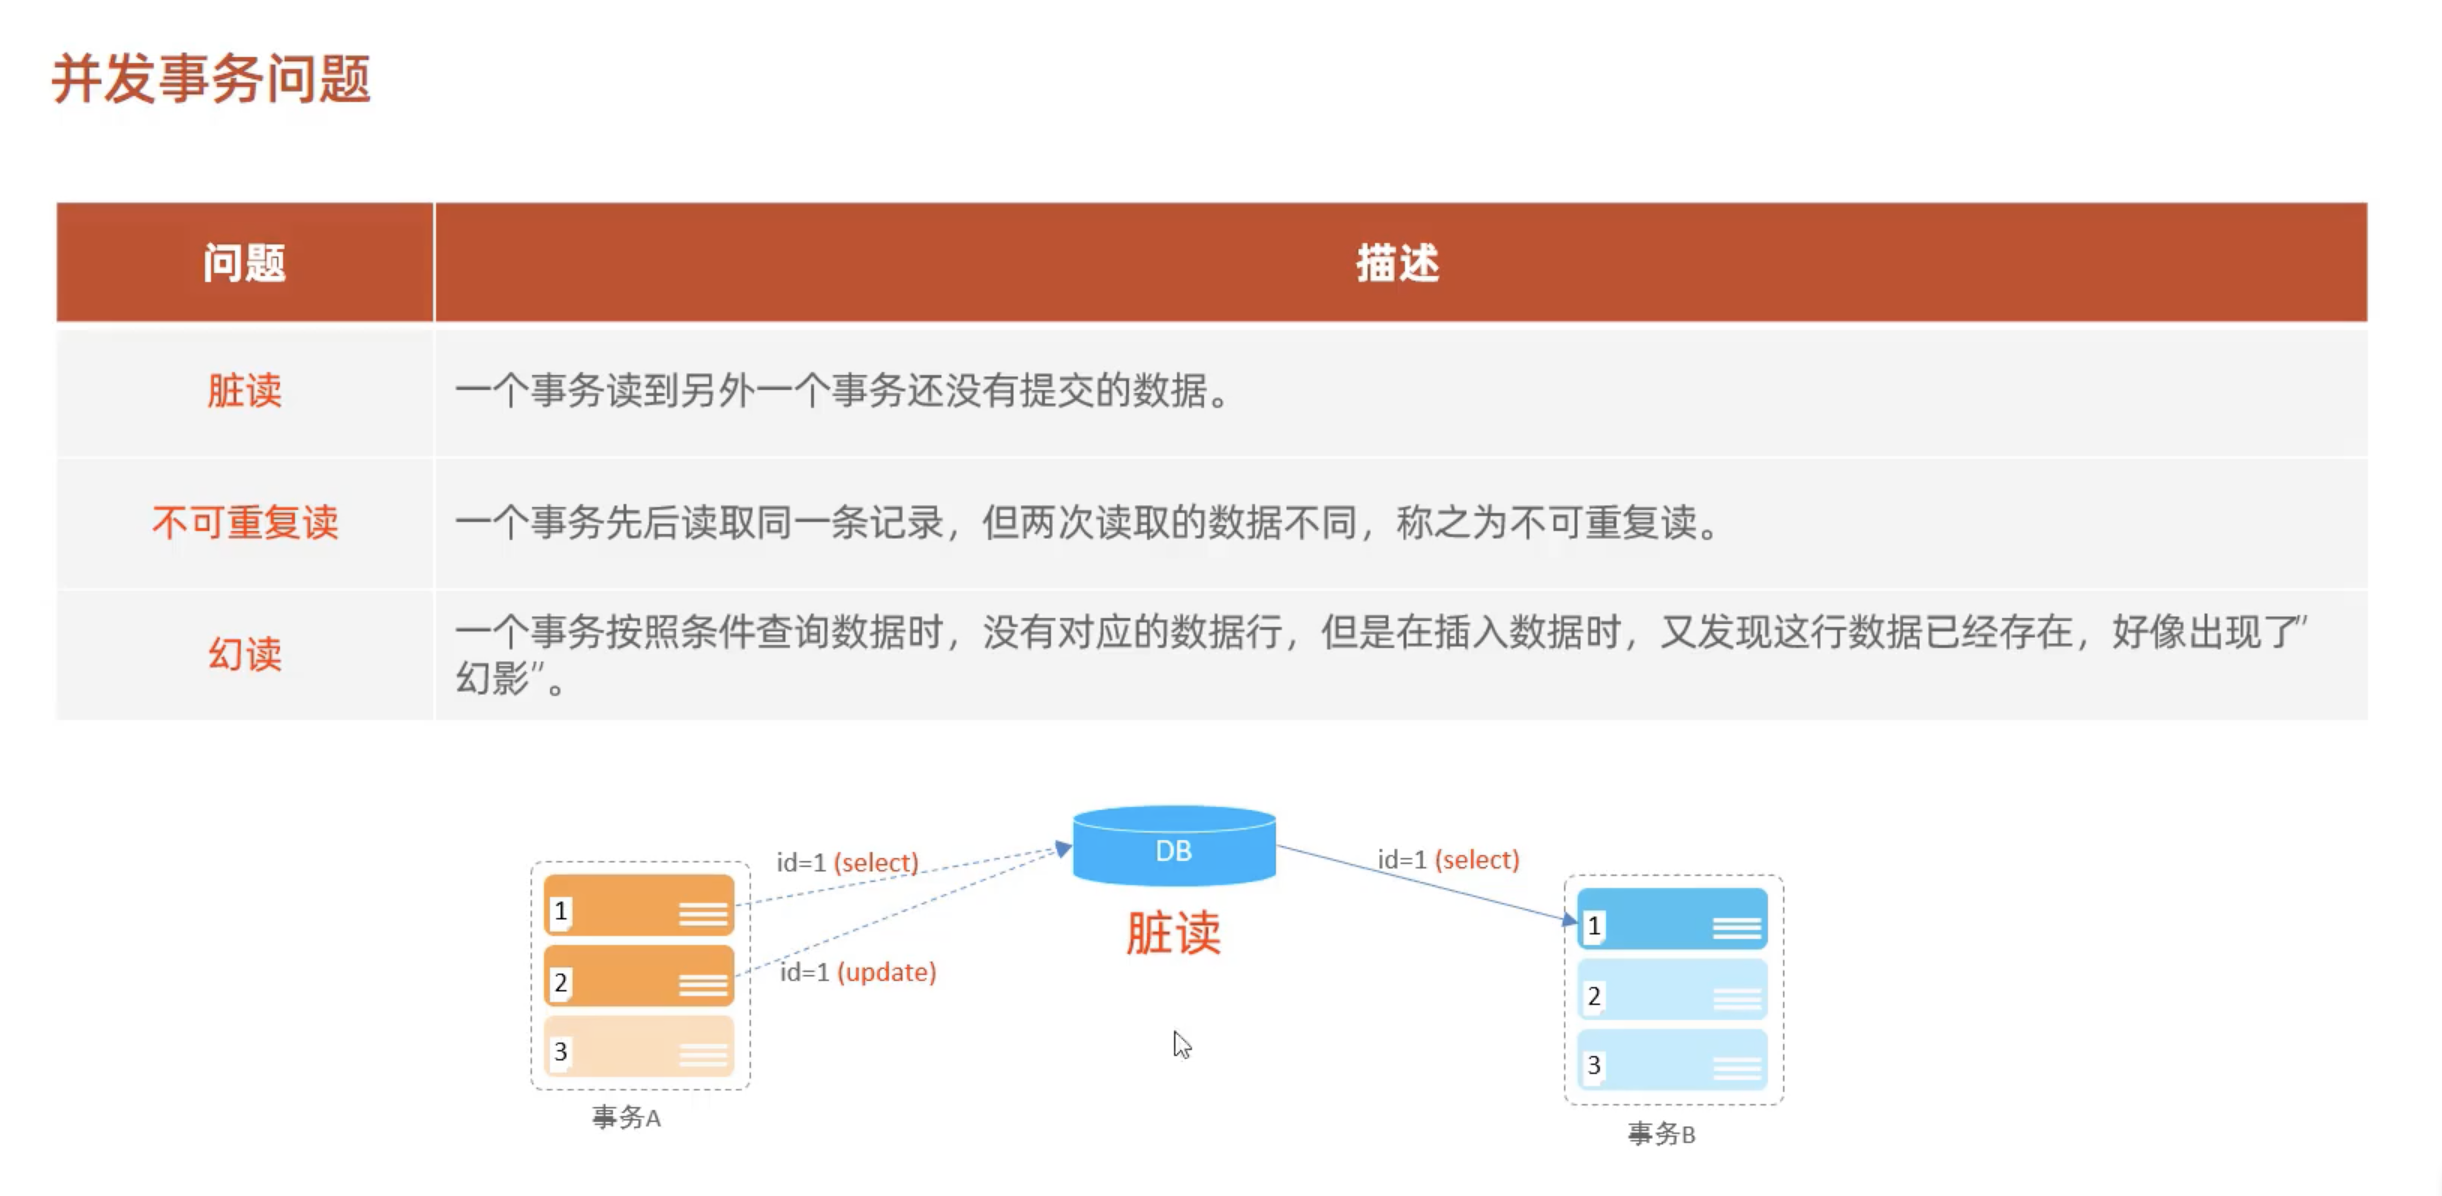 并发事务问题
问题
描述
脏读
一个事务读到另外一个事务还没有提交的数据。
不可重复读
一个事务先后读取同一条记录，但两次读取的数据不同，称之为不可重复读。
幻读
一个事务按照条件查询数据时，没有对应的数据行，但是在插入数据时，又发现这行数据已经存在，好像出现了”
幻影”。
DB
脏读
id=1 (select)
id=1 (update)
1
2
3
事务A
id=1 (select)
1
2
3
事务B